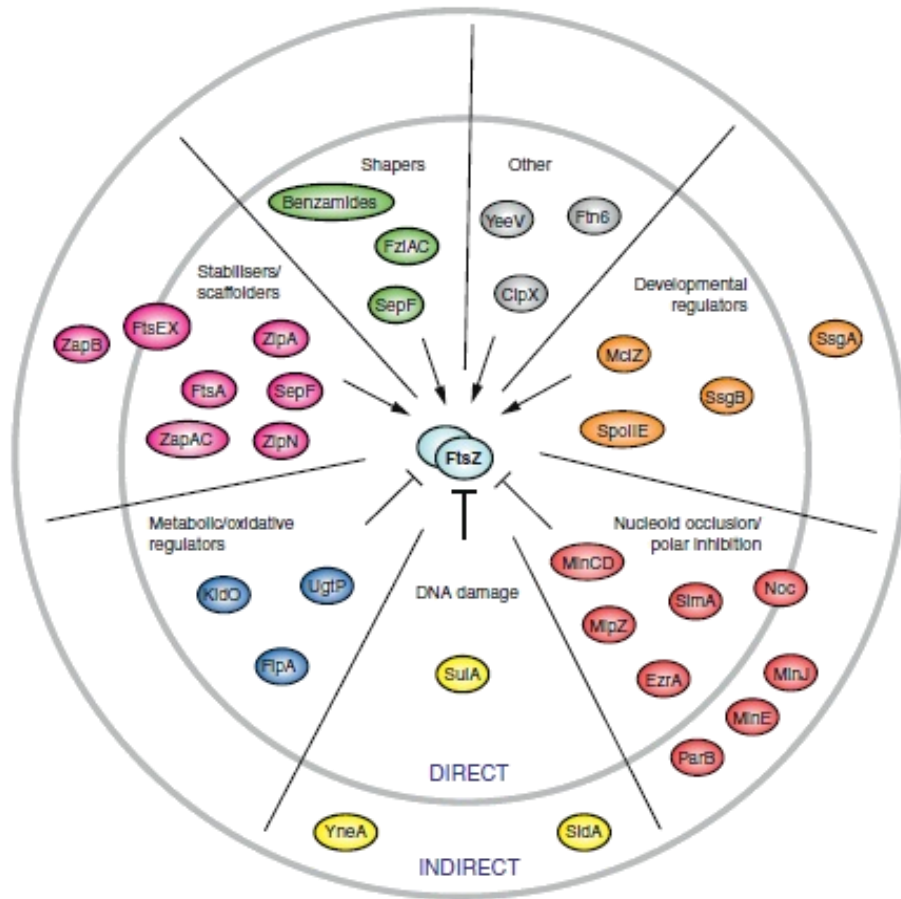 Shapers
Other
Benzamides
YeeV
Ftn6
FzlAC
ClpX
SepF
Stabilisers/
scaffolders
Developmental
regulators
FtsEX
ZapB
ZipA
SsgA
MciZ
FtsA
SepF
SsgB
ZapAC
ZipN
SpoIIE
FtsZ
Metabolic/oxidative
regulators
Nucleoid occlusion/
polar inhibition
MinCD
KidO
UgtP
DNA damage
SlmA
Noc
MipZ
FipA
SulA
EzrA
MinJ
MinE
ParB
DIRECT
YneA
SidA
INDIRECT